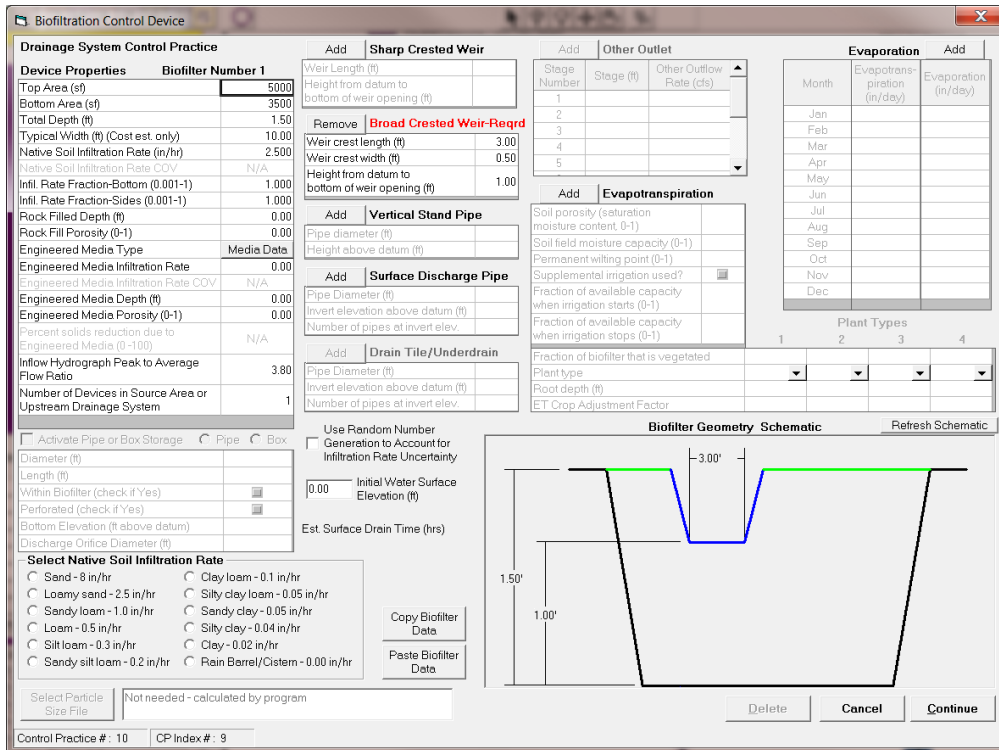 Biofiltration Control Device
Drainage System Control Practice
Device Properties Biofilter Number 1
Top Area (sf) 5000
Bottom Area (sf) 3500
Total Depth (ft) 1.50
Typical Width (ft) (Cost est. only) 10.00
Native Soil Infiltration Rate (in/hr) 2.500
Native Soil Infiltration Rate COV N/A
Infil. Rate Fraction-Bottom (0.001-1) 1.000
Infil. Rate Fraction-Sides (0.001-1) 1.000
Rock Filled Depth (ft) 0.00
Rock Fill Porosity (0-1) 0.00
Engineered Media Type Media Data
Engineered Media Infiltration Rate 0.00
Engineered Media Infiltration Rate COV N/A
Engineered Media Depth (ft) 0.00
Engineered Media Porosity (0-1) 0.00
Percent solids reduction due to
Engineered Media (0 -100) N/A
Inflow Hydrograph Peak to Average
Flow Ratio 3.80
Number of Devices in Source Area or
Upstream Drainage System 1
Activate Pipe or Box Storage Pipe Box
Diameter (ft)
Length (ft)
Within Biofilter (check if Yes)
Perforated (check if Yes)
Bottom Elevation (ft above datum)
Discharge Orifice Diameter (ft)
Select Native Soil Infiltration Rate
Sand - 8 in/hr Clay loam - 0.1 in/hr
Loamy sand - 2.5 in/hr Silty clay loam - 0.05 in/hr
Sandy loam - 1.0 in/hr Sandy clay - 0.05 in/hr
Loam - 0.5 in/hr Silty clay - 0.04 in/hr
Silt loam - 0.3 in/hr Clay - 0.02 in/hr
Sandy silt loam - 0.2 in/hr Rain Barrel/Cistern - 0.00 in/hr
Select Particle
Size File
Not needed - calculated by program
Control Practice # : 10 CP Index # : 9
Add Sharp Crested Weir
Weir Length (ft)
Height from datum to
bottom of weir opening (ft)
Remove Broad Crested Weir-Reqrd
Weir crest length (ft) 3.00
Weir crest width (ft) 0.50
Height from datum to
bottom of weir opening (ft) 1.00
Add Vertical Stand Pipe
Pipe diameter (ft)
Height above datum (ft)
Add Surface Discharge Pipe
Pipe Diameter (ft)
Invert elevation above datum (ft)
Number of pipes at invert elev.
Add Drain Tile/Underdrain
Pipe Diameter (ft)
Invert elevation above datum (ft)
Number of pipes at invert elev.
Use Random Number
Generation to Account for
Infiltration Rate Uncertainty
0.00 Initial Water Surface
Elevation (ft)
Est. Surface Drain Time (hrs)
Copy Biofilter
Data
Paste Biofilter
Data
Add Other Outlet
Stage
Number Stage (ft) Other Outflow
Rate (cfs)
1
2
3
4
5
Add Evapotranspiration
Soil porosity (saturation
moisture content, 0-1)
Soil field moisture capacity (0-1)
Permanent wilting point (0-1)
Supplemental irrigation used?
Fraction of available capacity
when irrigation starts (0-1)
Fraction of available capacity
when irrigation stops (0-1)
Fraction of biofilter that is vegetated
Plant type
Root depth (ft)
ET Crop Adjustment Factor
Evaporation Add
Month Evapotrans-
piration
(in/day) Evaporation
(in/day)
Jan
Feb
Mar
Apr
May
Jun
Jul
Aug
Sep
Oct
Nov
Dec
Plant Types
1 2 3 4
Biofilter Geometry Schematic Refresh Schematic
3.00'
1.50'
1.00'
Delete Cancel Continue